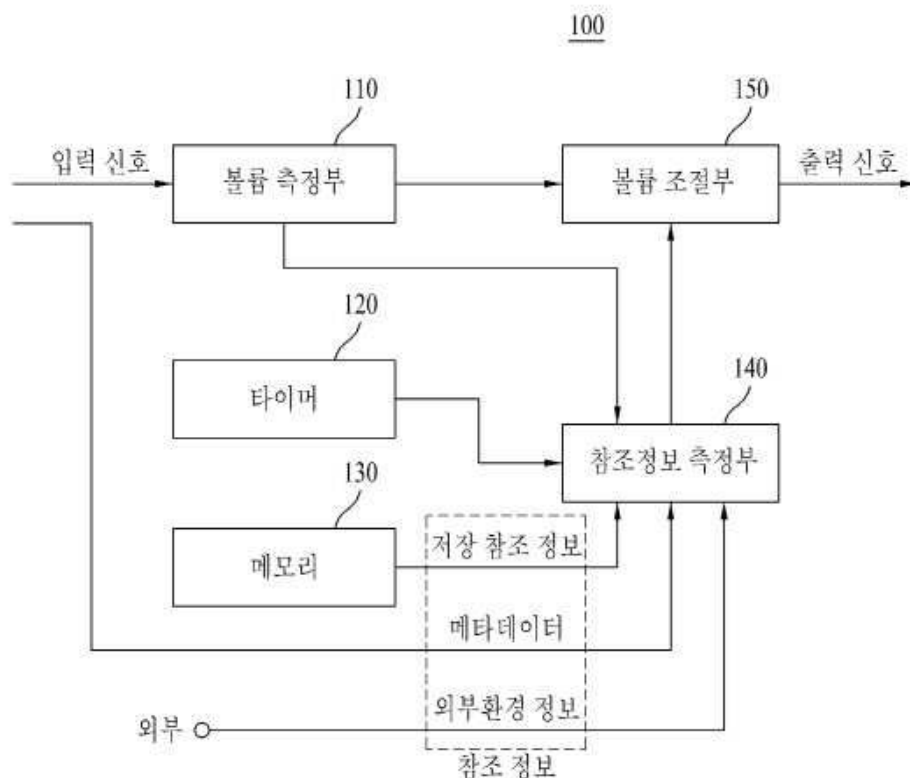 100
110
150
입력 신호
볼륨 측정부
볼륨 조절부
출력 신호
120
타이머
140
참조정보 측정부
130
메모리
저장 참조 정보
메타데이터
외부환경 정보
외부
참조 정보